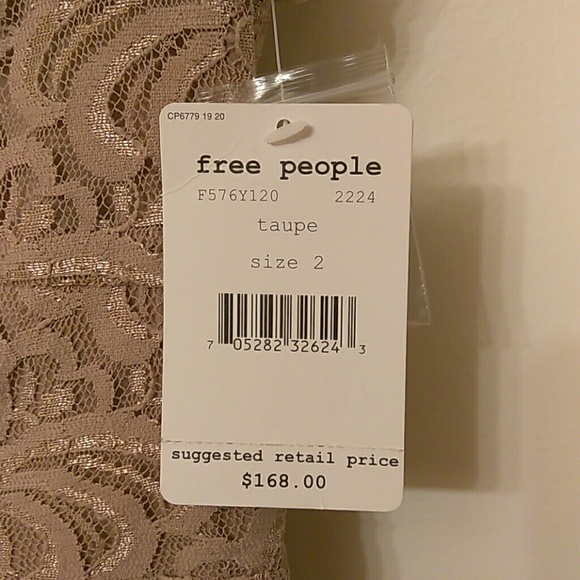 CP6779 19 20
free people
F576Y120 2224
taupe
size 2
7 05282 32624 3
suggested retail price
$168.00